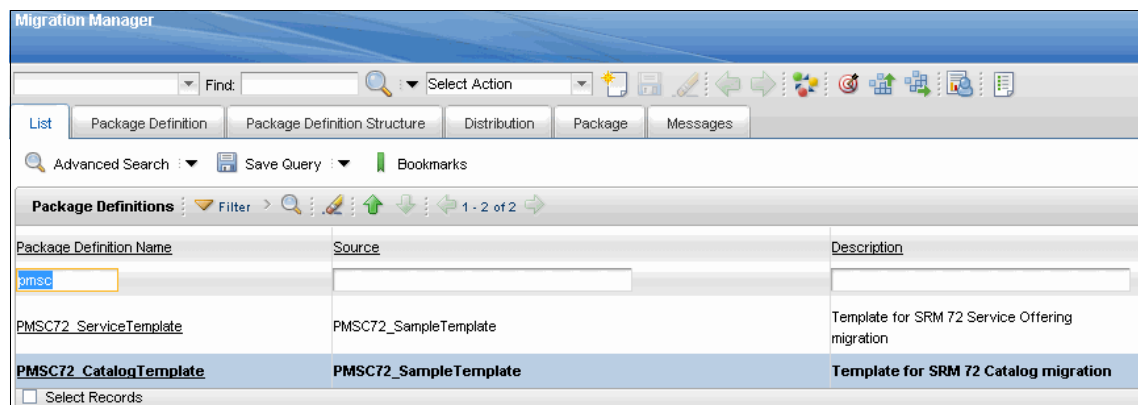 Migration Manager
Find: Select Action
List Package Definition Package Definition Structure Distribution Package Messages
Advanced Search Save Query Bookmarks
Package Definitions Filter 1 - 2 of 2
Package Definition Name Source Description
pmsc
PMSC72_ServiceTemplate PMSC72_SampleTemplate Template for SRM 72 Service Offering
migration
PMSC72_CatalogTemplate PMSC72_SampleTemplate Template for SRM 72 Catalog migration
Select Records